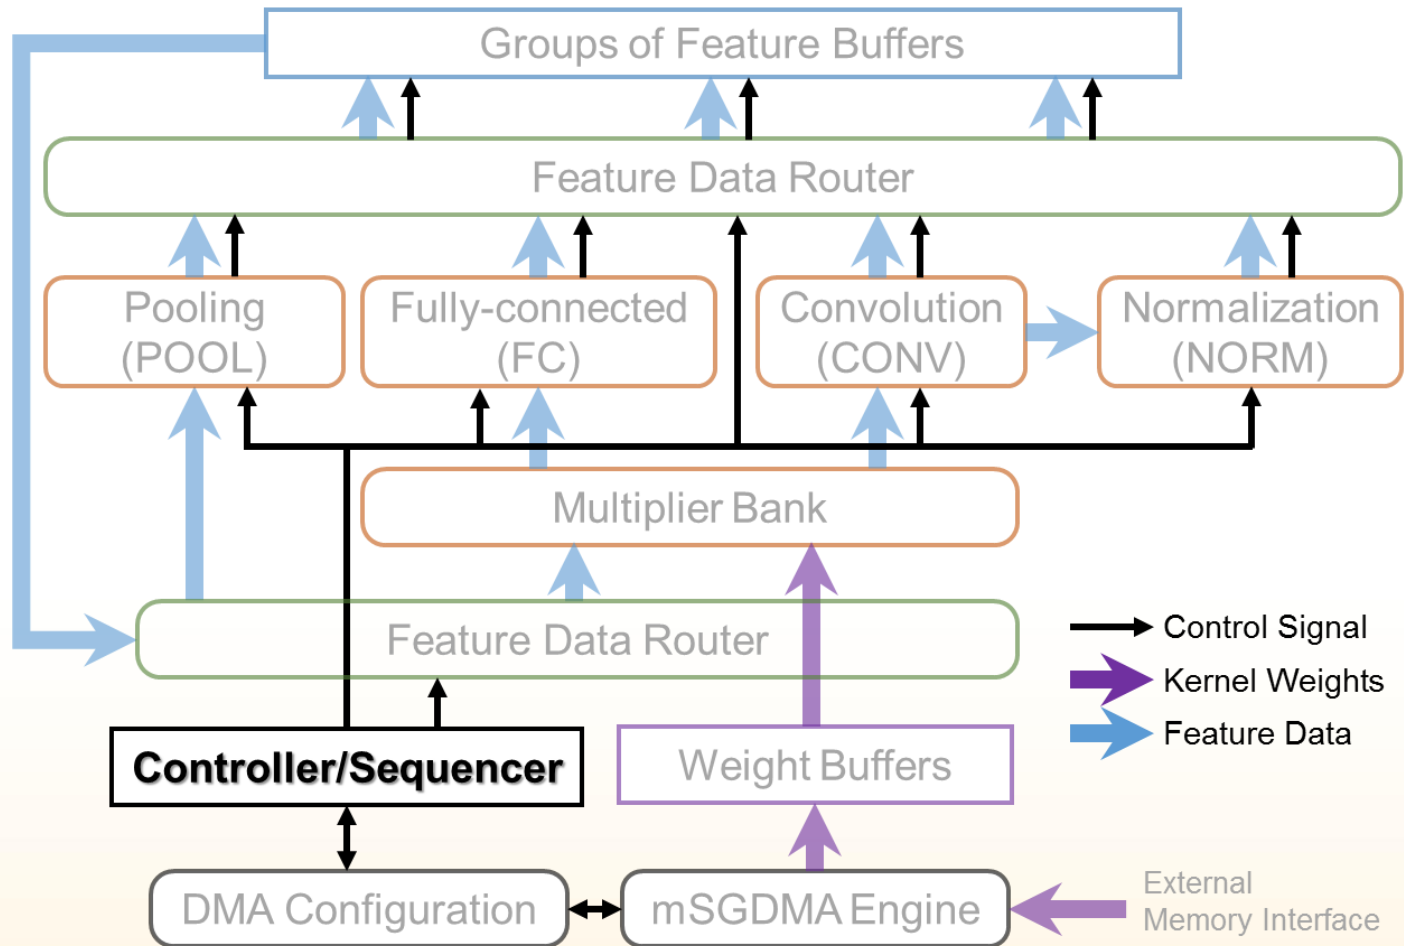 Groups of Feature Buffers
Feature Data Router
Pooling
(POOL)
Fully-connected
(FC)
Convolution
(CONV)
Normalization
(NORM)
Multiplier Bank
Feature Data Router
Control Signal
Kernel Weights
Feature Data
Controller/Sequencer
Weight Buffers
DMA Configuration
mSGDMA Engine
External
Memory Interface